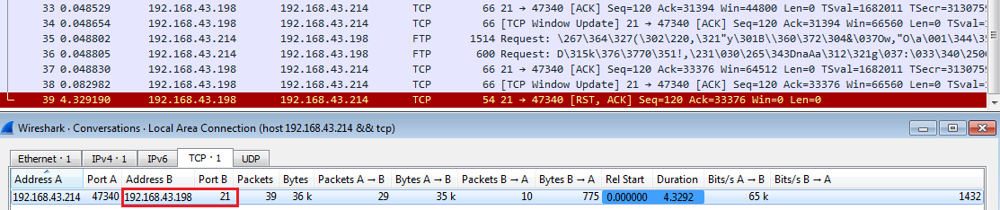 33 0.048529 192.168.43.198 192.168.43.214 TCP 66 21 → 47340 [ACK] Seq=120 Ack=31394 Win=44800 Len=0 TSval=1682011 TSecr=3130759
34 0.048654 192.168.43.198 192.168.43.214 TCP 66 [TCP Window Update] 21 → 47340 [ACK] Seq=120 Ack=31394 Win=66560 Len=0 TSval=1
35 0.048802 192.168.43.214 192.168.43.198 FTP 1514 Request: \267\364\327(\302\220,\321"y\301B\\360\372\304&\037Ow,"O\a\001\344\35
36 0.048805 192.168.43.214 192.168.43.198 FTP 600 Request: D\315k\376\3770\351!,\231\030\265\343DnaAa\312\321g\037:\033\340\2500
37 0.048830 192.168.43.198 192.168.43.214 TCP 66 21 → 47340 [ACK] Seq=120 Ack=33376 Win=64512 Len=0 TSval=1682011 TSecr=3130759
38 0.082982 192.168.43.198 192.168.43.214 TCP 66 [TCP Window Update] 21 → 47340 [ACK] Seq=120 Ack=33376 Win=66560 Len=0 TSval=1
39 4.329190 192.168.43.198 192.168.43.214 TCP 54 21 → 47340 [RST, ACK] Seq=120 Ack=33376 Win=0 Len=0
Wireshark · Conversations · Local Area Connection (host 192.168.43.214 && tcp)
Ethernet · 1 IPv4 · 1 IPv6 TCP · 1 UDP
Address A Port A Address B Port B Packets Bytes Packets A → B Bytes A → B Packets B → A Bytes B → A Rel Start Duration Bits/s A → B Bits/s B → A
192.168.43.214 47340 192.168.43.198 21 39 36 k 29 35 k 10 775 0.000000 4.3292 65 k 1432